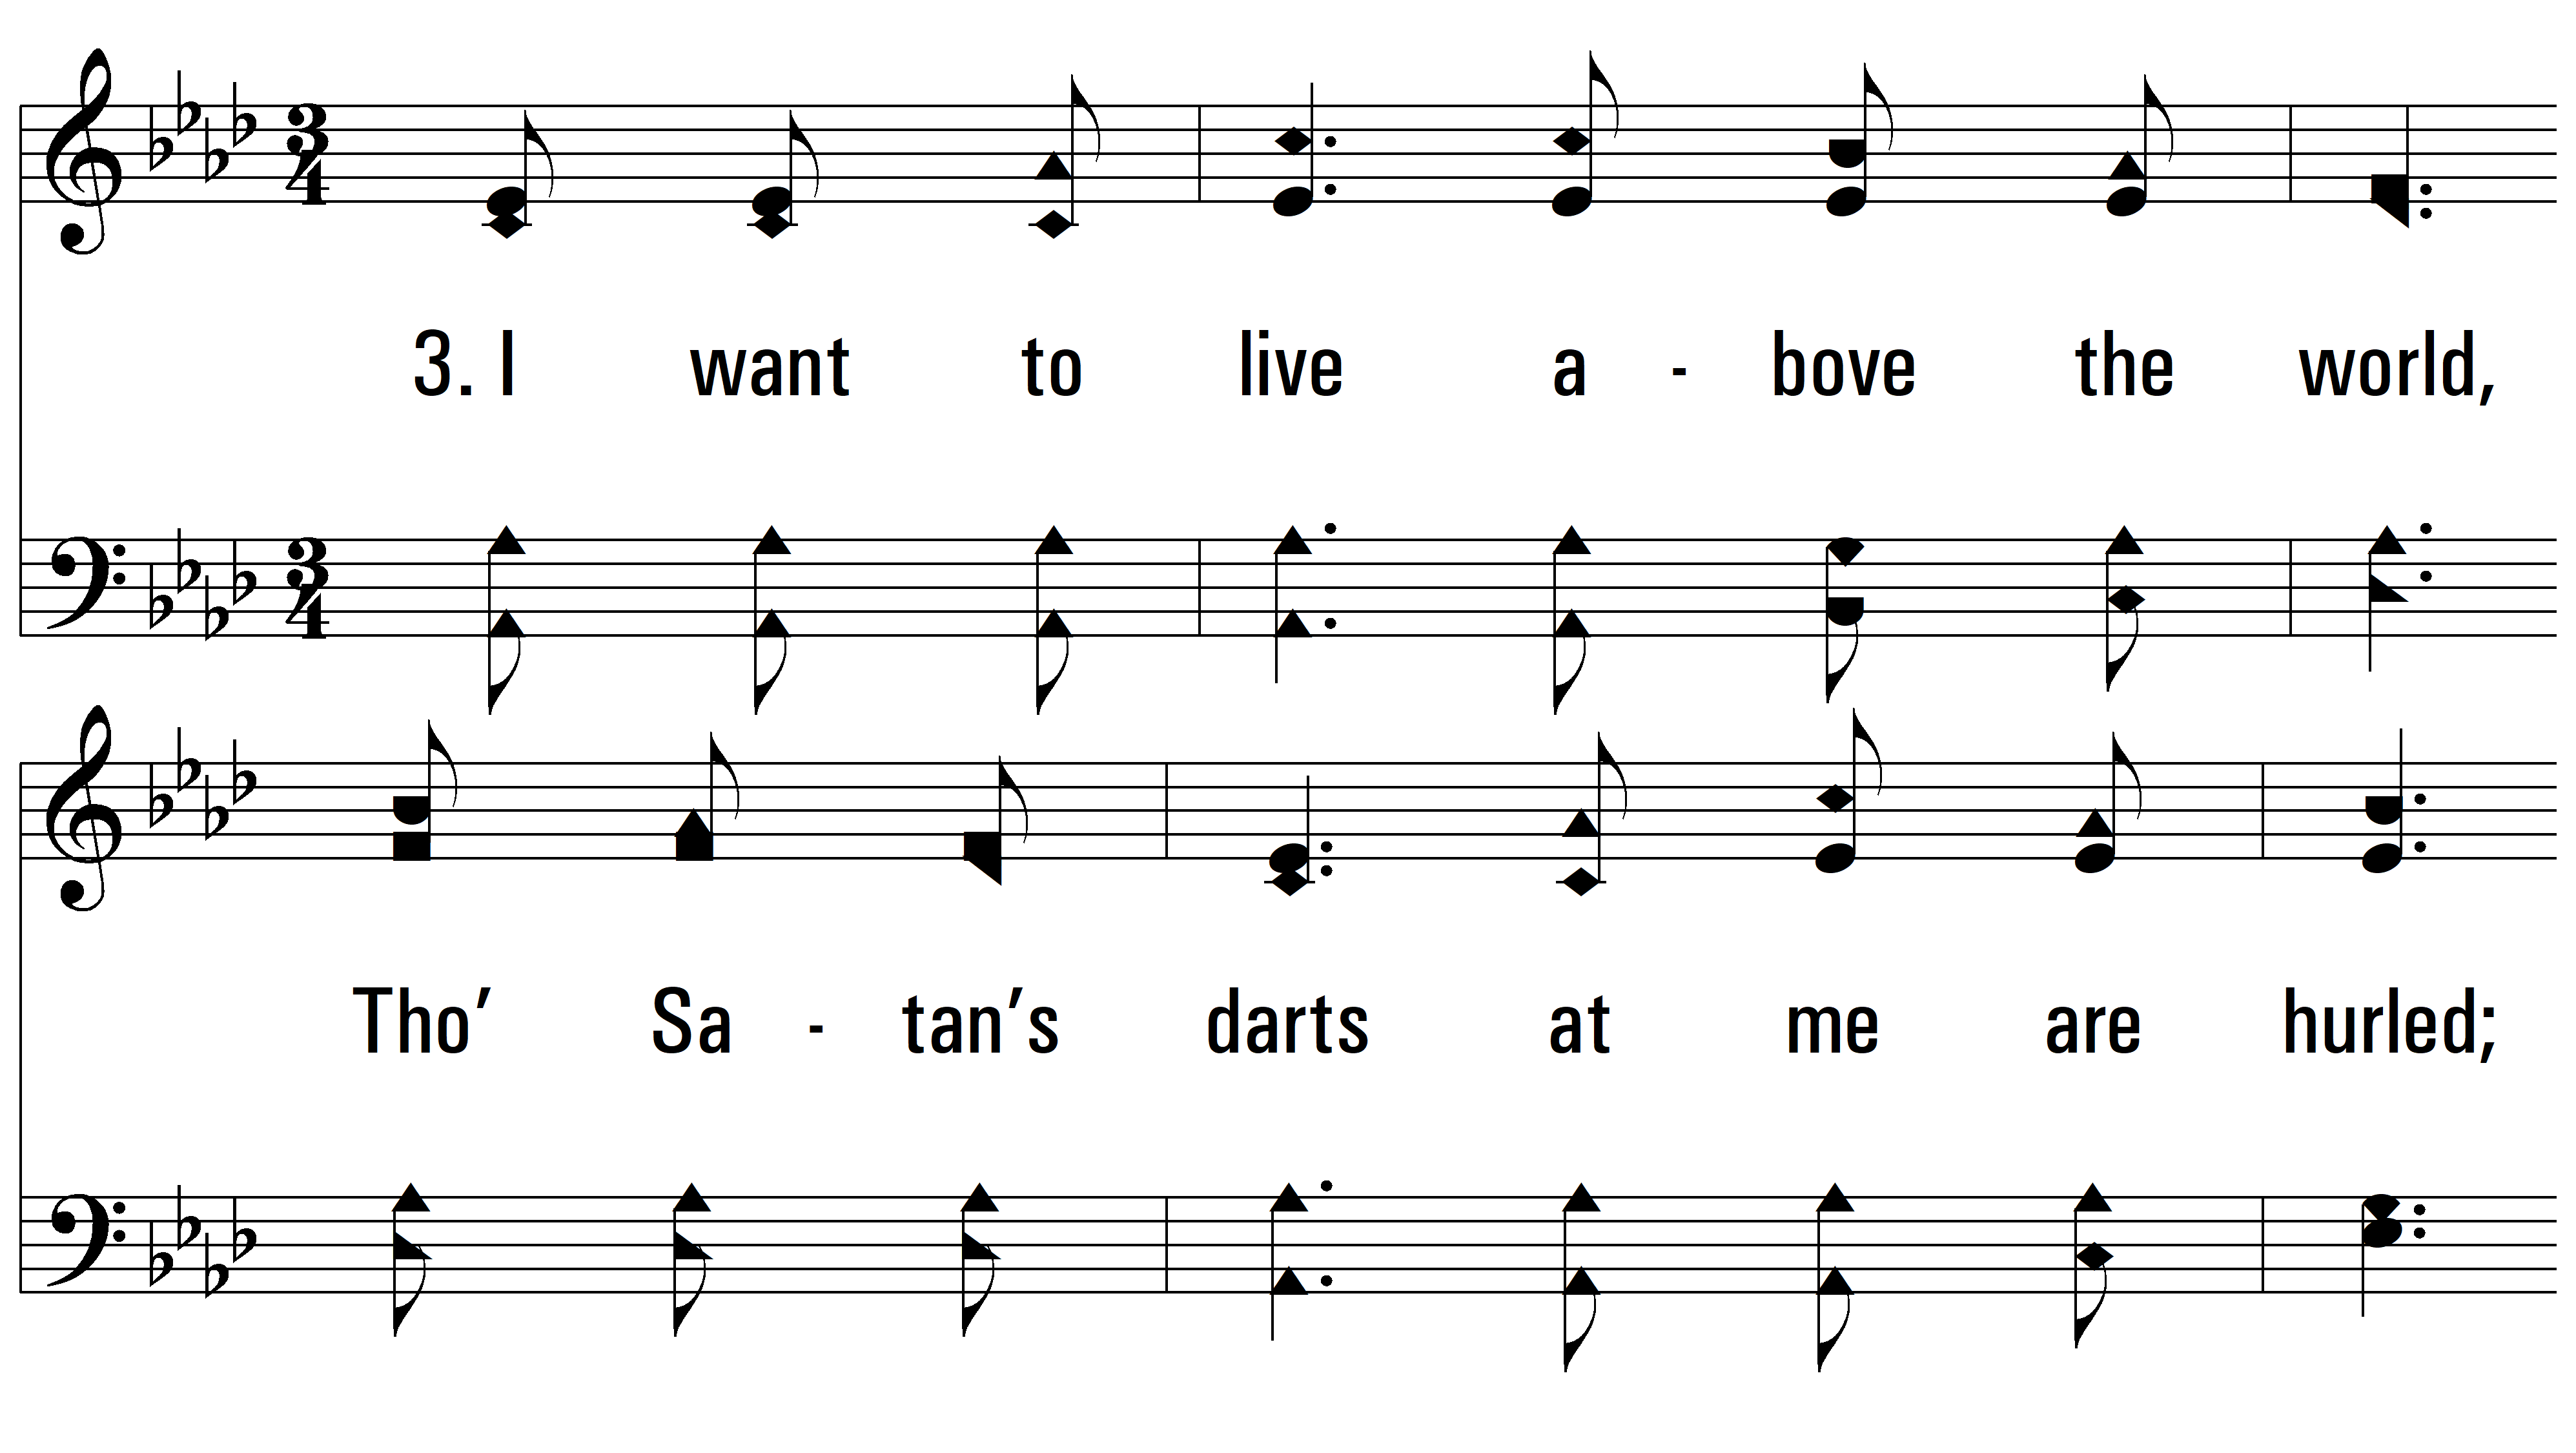 3. I want to live a - bove the world,
Tho’ Sa - tan’s darts at me are hurled;